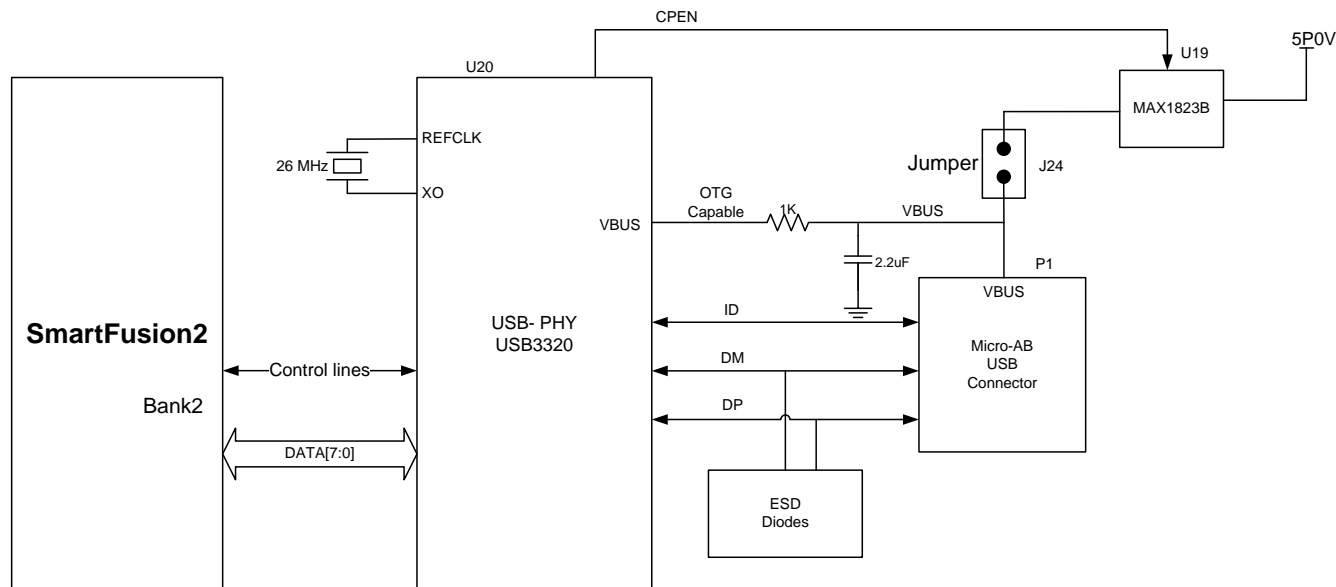 CPEN
5P0V
U19
U20
MAX1823B
REFCLK
26 MHz
XO
Jumper
J24
OTG
Capable
1K
VBUS
VBUS
2.2uF
P1
VBUS
ID
SmartFusion2
USB- PHY
USB3320
Micro-AB
USB
Connector
DM
Control lines
Bank2
DP
DATA[7:0]
ESD
Diodes